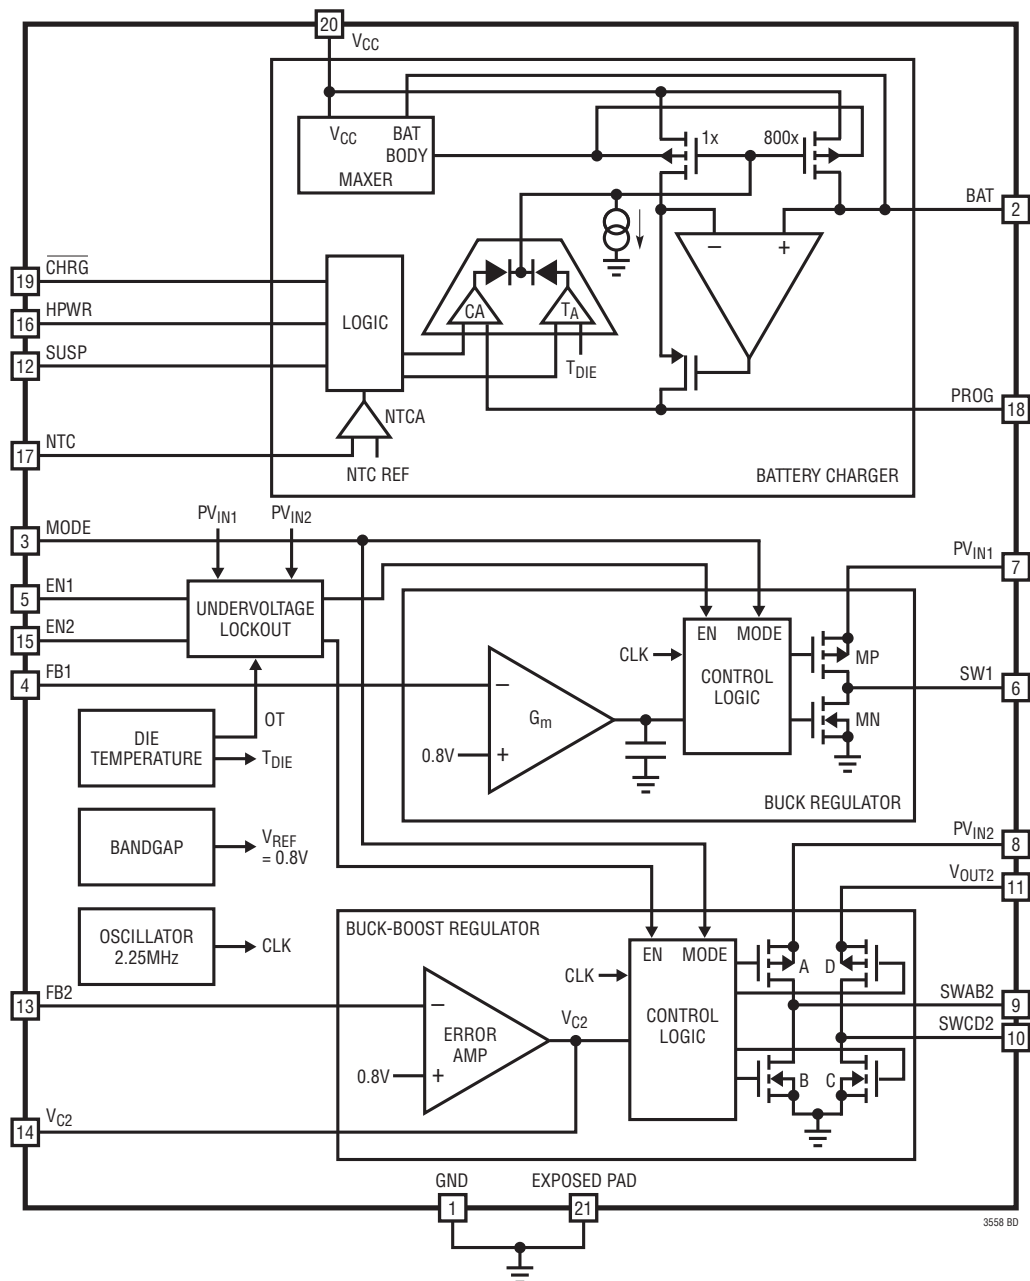 20
VCC
VCC
BAT
BODY
MAXER
1x
800x
BAT
2
–
+
19
CHRG
16
HPWR
12
SUSP
LOGIC
CA
TA
TDIE
NTCA
17
NTC
NTC REF
PROG
18
BATTERY CHARGER
PVIN1
PVIN2
3
MODE
5
EN1
15
EN2
UNDERVOLTAGE
LOCKOUT
4
FB1
OT
DIE
TEMPERATURE
TDIE
BANDGAP
VREF
= 0.8V
OSCILLATOR
2.25MHz
CLK
EN
MODE
CLK
CONTROL
LOGIC
–
Gm
0.8V
+
MP
MN
PVIN1
7
SW1
6
BUCK REGULATOR
PVIN2
8
VOUT2
11
BUCK-BOOST REGULATOR
EN
MODE
CLK
CONTROL
LOGIC
A
D
B
C
13
FB2
–
ERROR
AMP
0.8V
+
VC2
SWAB2
9
SWCD2
10
14
VC2
GND
1
EXPOSED PAD
21
3558 BD